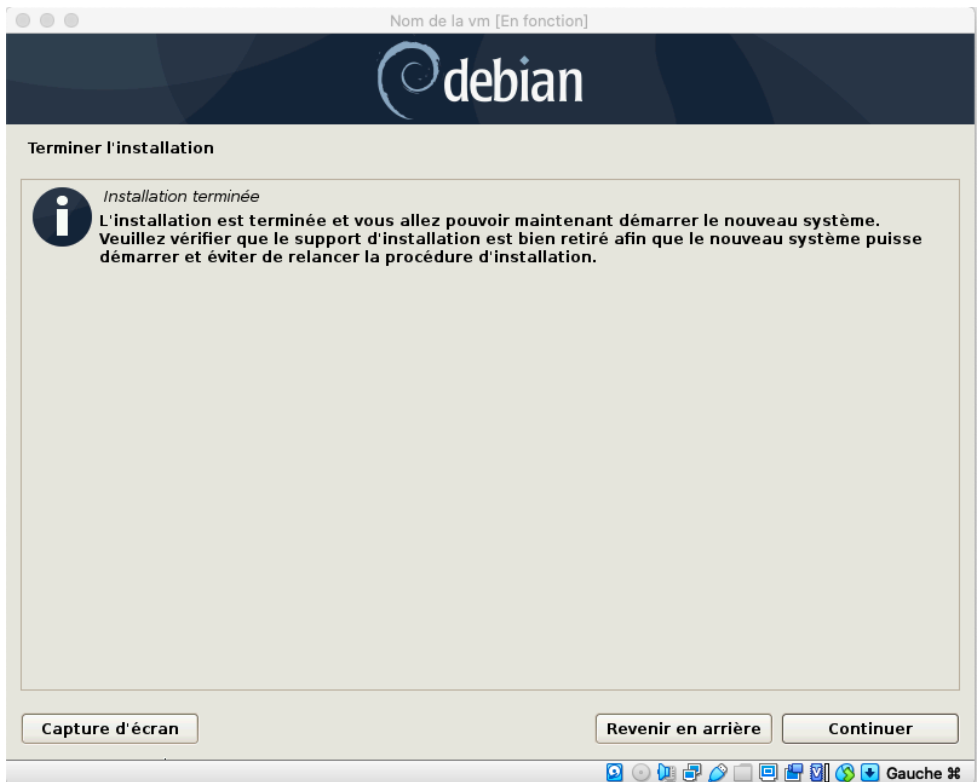 Nom de la vm [En fonction]
debian
Terminer l'installation
Installation terminée
L'installation est terminée et vous allez pouvoir maintenant démarrer le nouveau système.
Veuillez vérifier que le support d'installation est bien retiré afin que le nouveau système puisse
démarrer et éviter de relancer la procédure d'installation.
Capture d'écran
Revenir en arrière
Continuer
Gauche ⌘